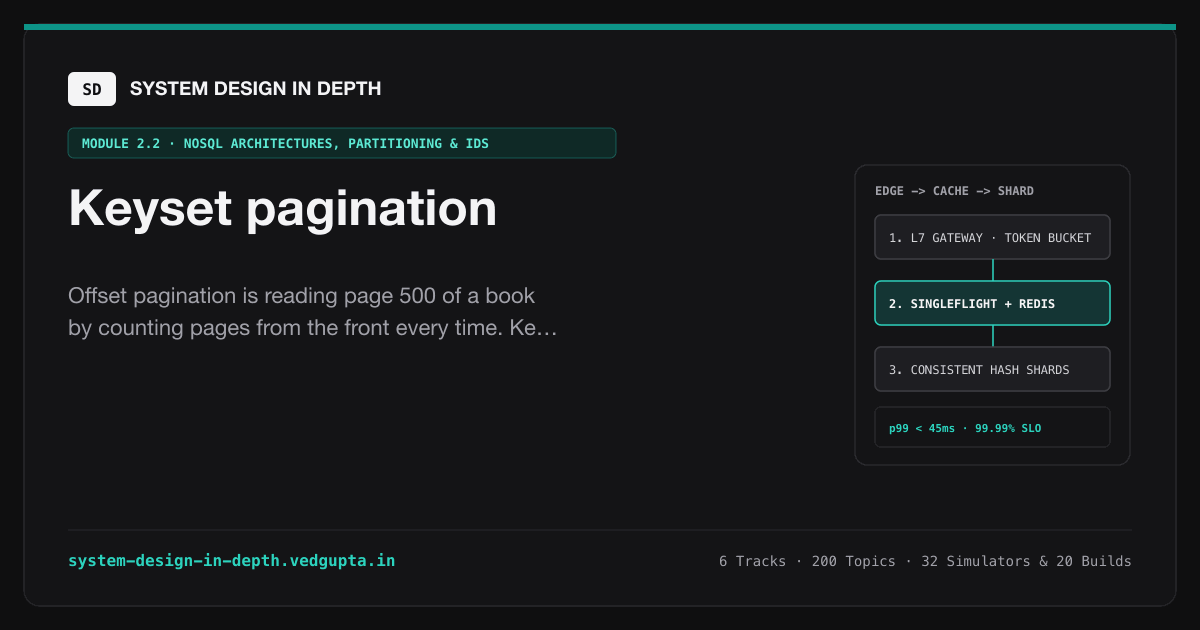 SD
SYSTEM DESIGN IN DEPTH
MODULE 2.2 · NOSQL ARCHITECTURES, PARTITIONING & IDS
Keyset pagination
Offset pagination is reading page 500 of a book
by counting pages from the front every time. Ke…
EDGE —> CACHE —> SHARD
1. L7 GATEWAY · TOKEN BUCKET
2. SINGLEFLIGHT + REDIS
3. CONSISTENT HASH SHARDS
p99 < 45ms · 99.99% SLO
system-design-in-depth.vedgupta.in
6 Tracks · 200 Topics · 32 Simulators & 20 Builds